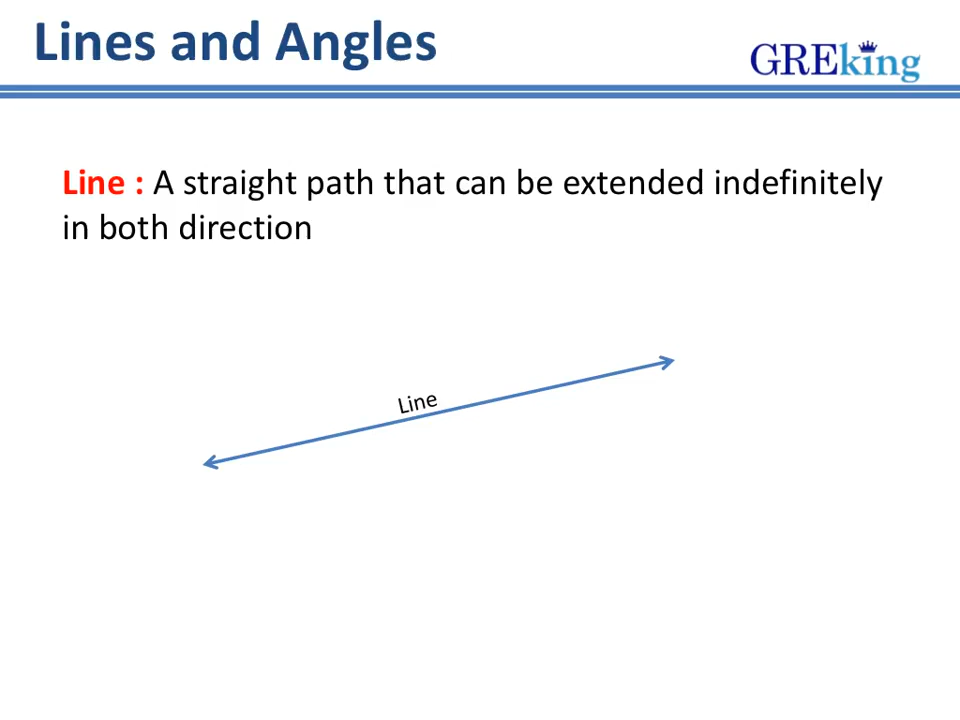 Lines and Angles
GREking
Line : A straight path that can be extended indefinitely
in both direction
Line